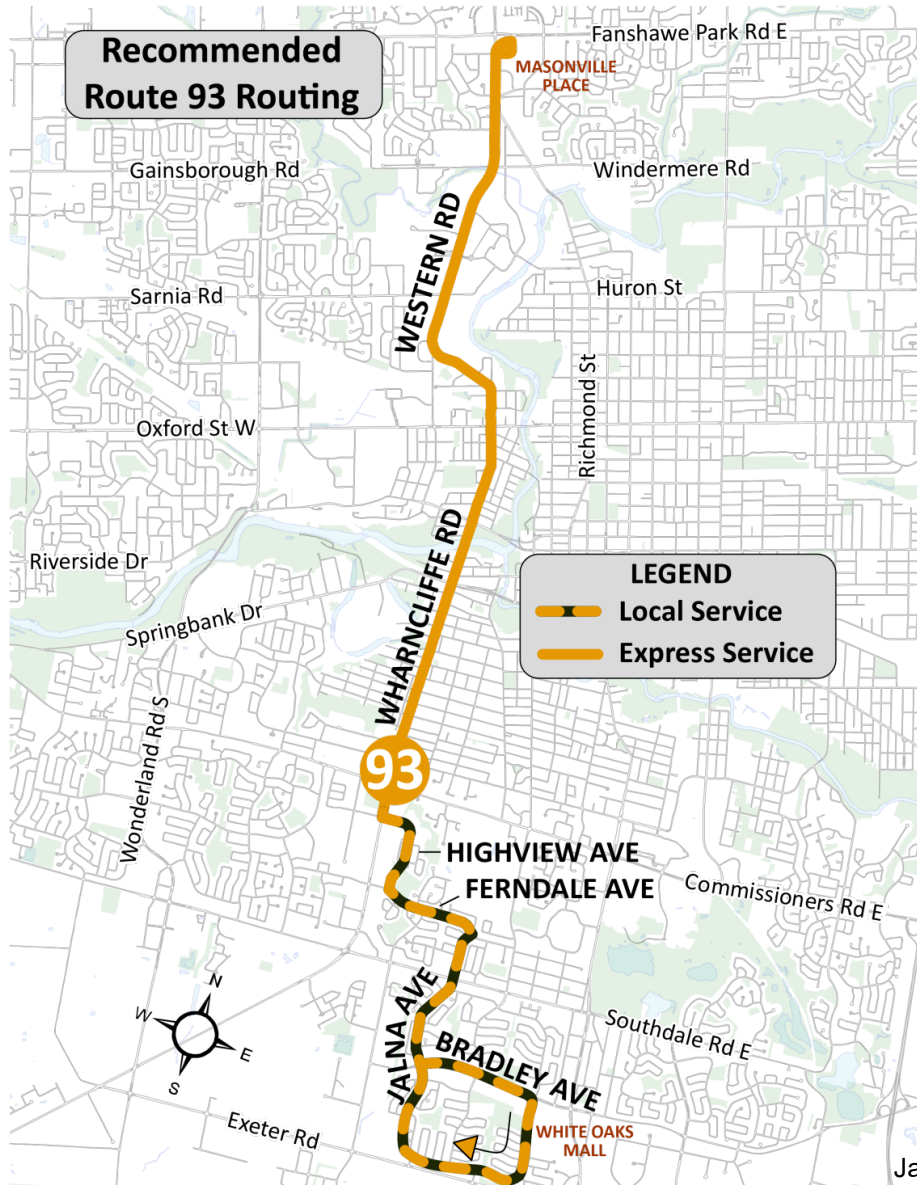 Recommended
Route 93 Routing
Fanshawe Park Rd E
MASONVILLE
PLACE
Gainsborough Rd
Windermere Rd
WESTERN RD
Sarnia Rd
Huron St
Richmond St
Oxford St W
WHARNCLIFFE RD
Riverside Dr
Springbank Dr
LEGEND
Local Service
Express Service
Wonderland Rd S
93
HIGHVIEW AVE
FERNDALE AVE
Commissioners Rd E
N
W
E
S
JALNA AVE
Southdale Rd E
BRADLEY AVE
Exeter Rd
WHITE OAKS
MALL
Ja